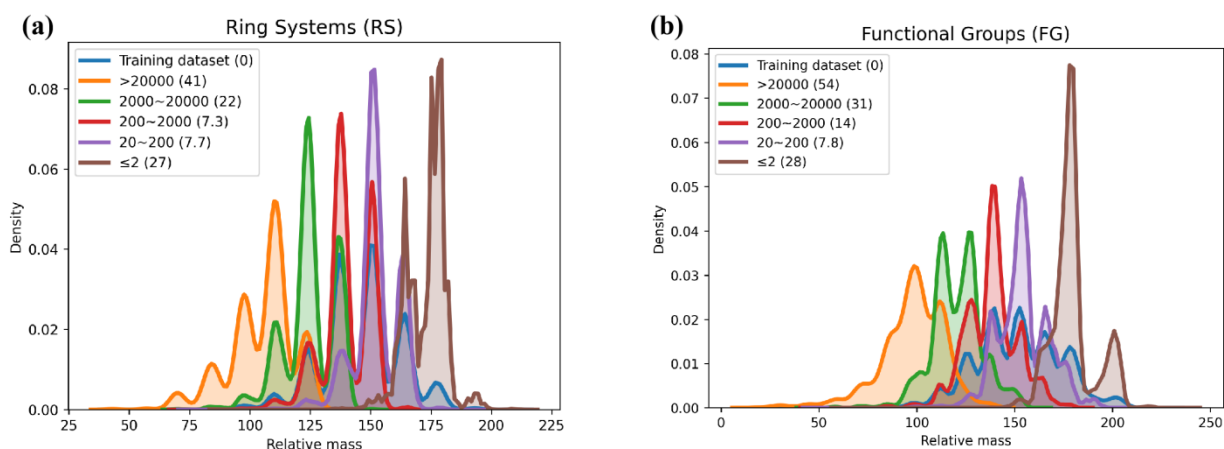 (a)
Ring Systems (RS)
Training dataset (0)
>20000 (41)
2000~20000 (22)
200~2000 (7.3)
20~200 (7.7)
≤2 (27)
0.08
0.06
0.04
0.02
0.00
Density
25 50 75 100 125 150 175 200 225
Relative mass
(b)
Functional Groups (FG)
Training dataset (0)
>20000 (54)
2000~20000 (31)
200~2000 (14)
20~200 (7.8)
≤2 (28)
0.08
0.07
0.06
0.05
0.04
0.03
0.02
0.01
0.00
Density
0 50 100 150 200 250
Relative mass